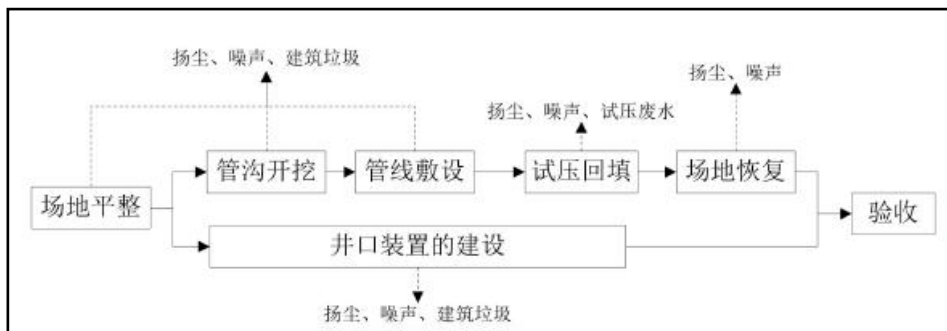 扬尘、噪声、建筑垃圾
扬尘、噪声
扬尘、噪声、试压废水
管沟开挖
管线敷设
试压回填
场地恢复
场地平整
验收
井口装置的建设
扬尘、噪声、建筑垃圾